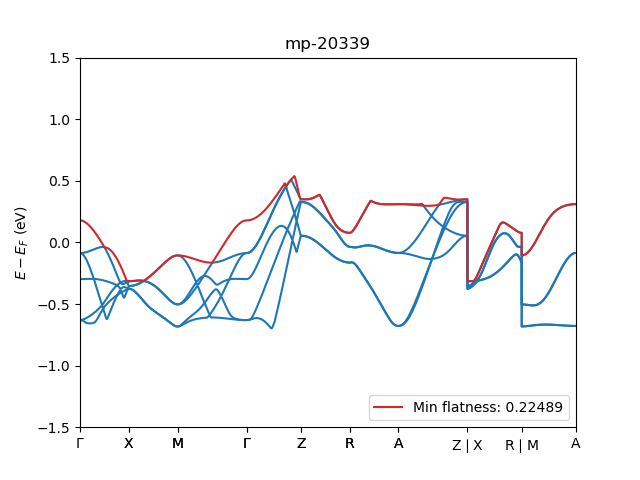 mp-20339
E − E_F (eV)
1.5
1.0
0.5
0.0
−0.5
−1.0
−1.5
Min flatness: 0.22489
Γ X M Γ Z R A Z | X R | M A